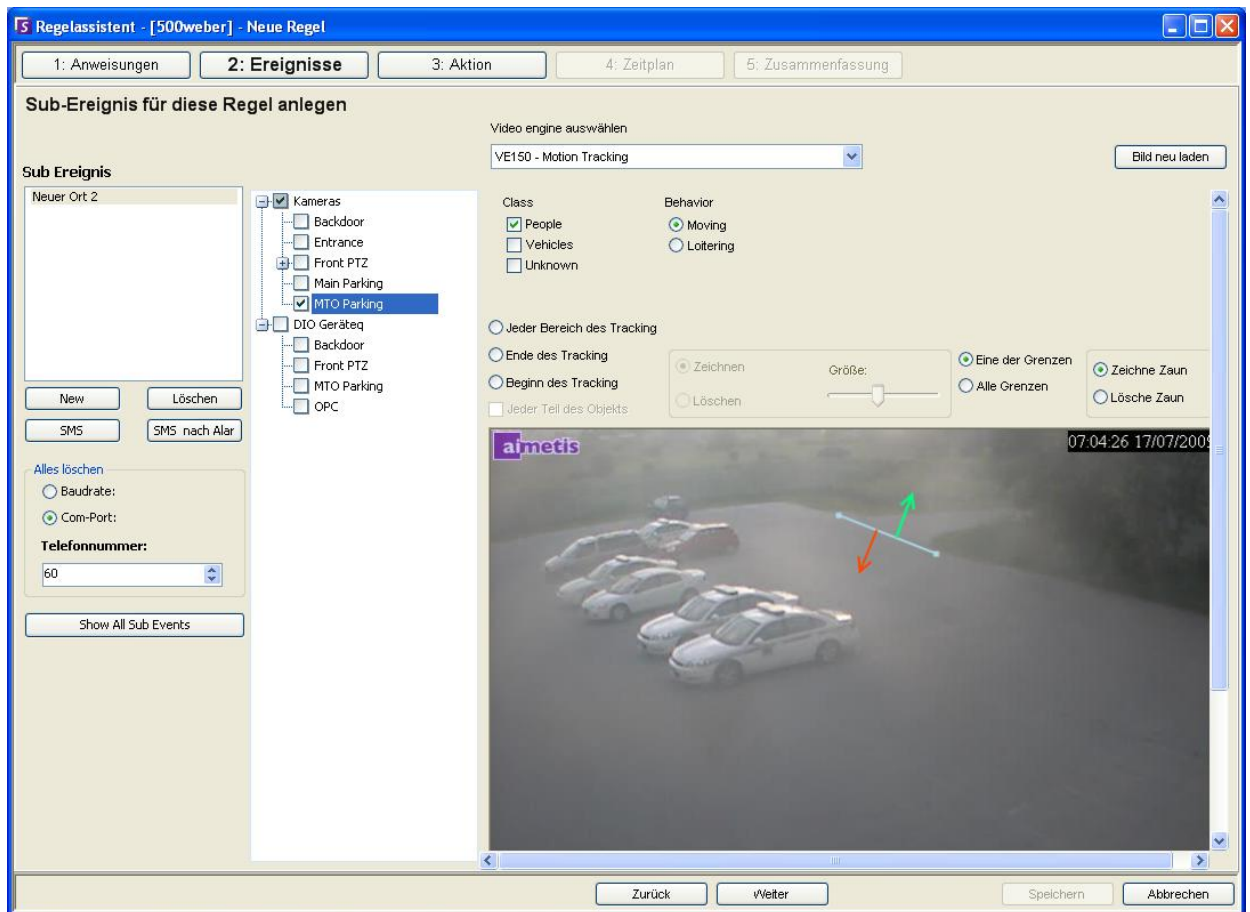 Regelassistent - [500weber] - Neue Regel
1: Anweisungen
2: Ereignisse
3: Aktion
4: Zeitplan
5: Zusammenfassung
Sub-Ereignis für diese Regel anlegen
Video engine auswählen
VE150 - Motion Tracking
Bild neu laden
Sub Ereignis
Neuer Ort 2
New
Löschen
SMS
SMS nach Alar
Alles löschen
Baudrate:
Com-Port:
Telefonnummer:
60
Show All Sub Events
Kameras
Backdoor
Entrance
Front PTZ
Main Parking
MTO Parking
DIO Geräteq
Backdoor
Front PTZ
MTO Parking
OPC
Class
People
Vehicles
Unknown
Behavior
Moving
Loitering
Jeder Bereich des Tracking
Ende des Tracking
Beginn des Tracking
Jeder Teil des Objekts
Zeichnen
Löschen
Größe:
Eine der Grenzen
Alle Grenzen
Zeichne Zaun
Lösche Zaun
aimetis
07:04:26 17/07/2009
Zurück
Weiter
Speichern
Abbrechen